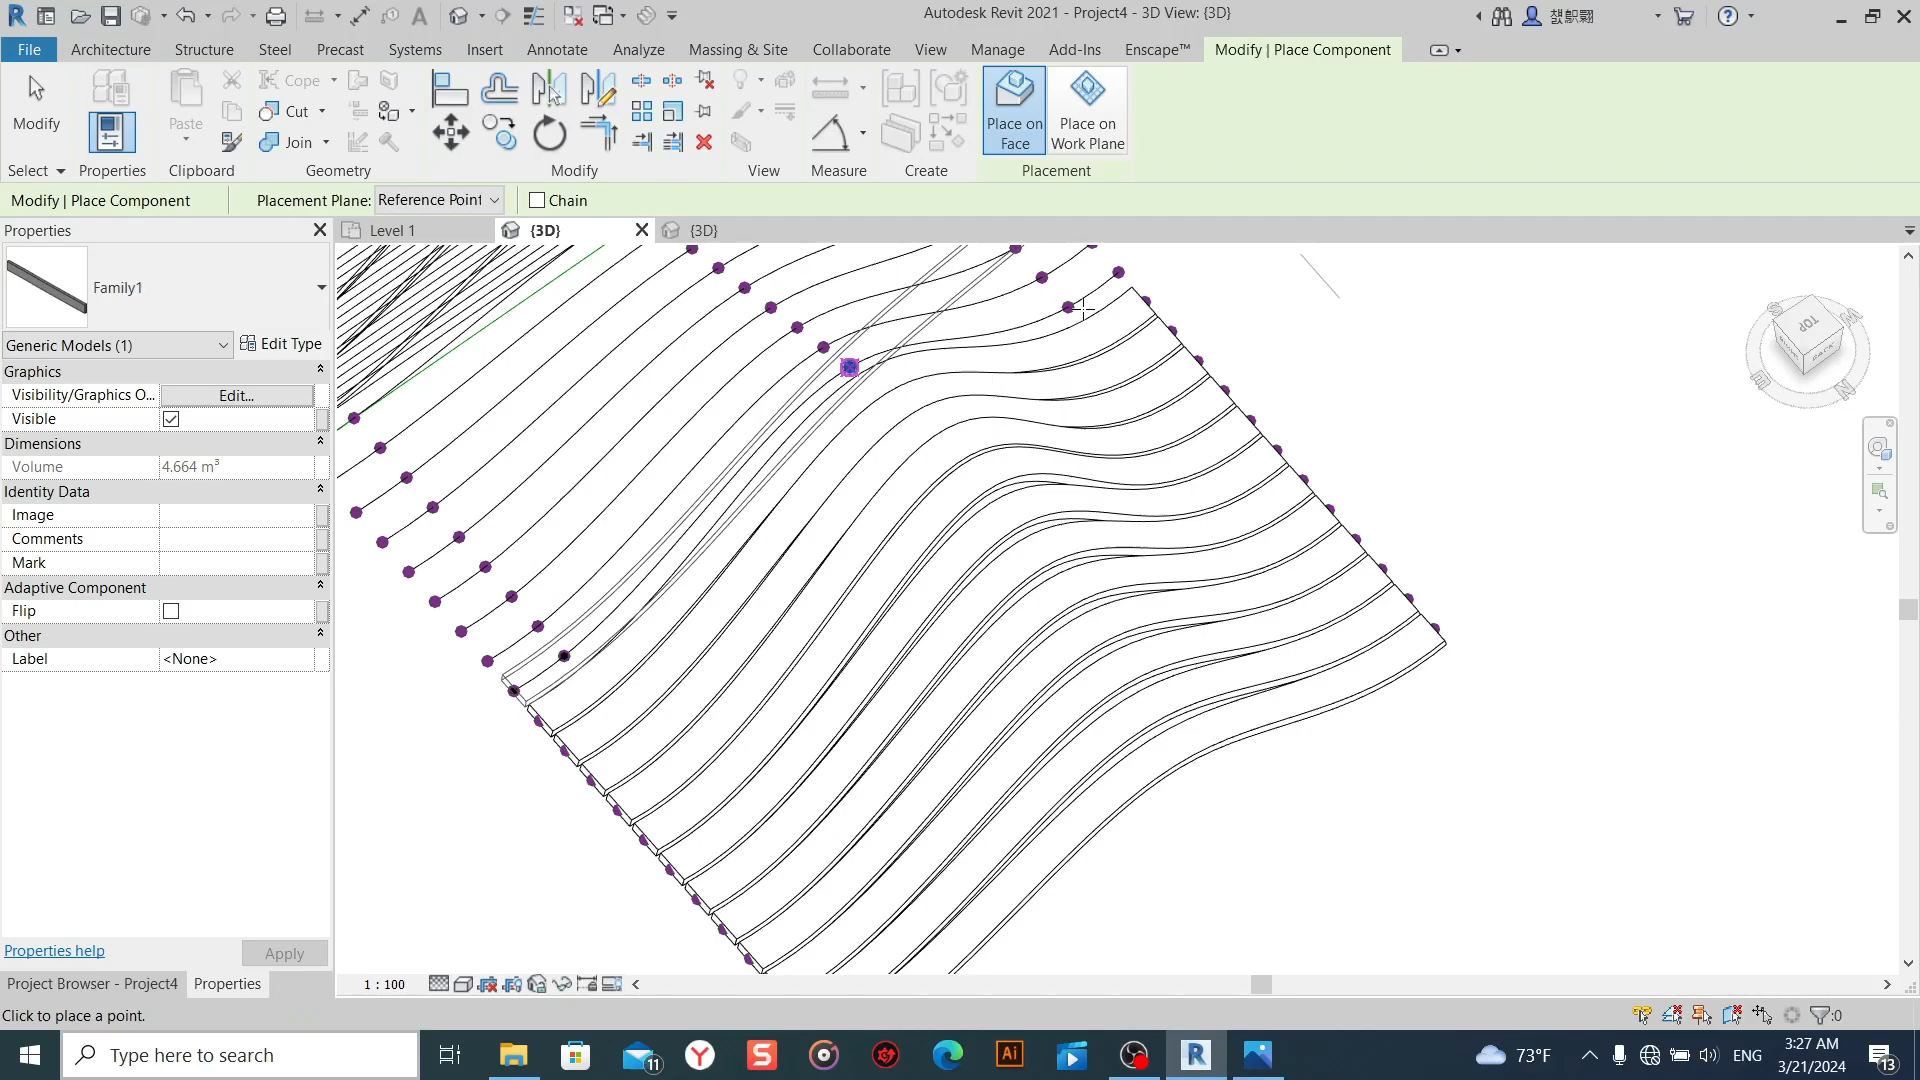 Autodesk Revit 2021 - Project4 - 3D View: {3D}
File
Architecture
Structure
Steel
Precast
Systems
Insert
Annotate
Analyze
Massing & Site
Collaborate
View
Manage
Add-Ins
Enscape™
Modify | Place Component
Modify
Paste
Cope
Cut
Join
Place on
Face
Place on
Work Plane
Select
Properties
Clipboard
Geometry
Modify
View
Measure
Create
Placement
Modify | Place Component
Placement Plane:
Reference Point
Chain
Properties
Level 1
{3D}
{3D}
Family1
Generic Models (1)
Edit Type
Graphics
Visibility/Graphics O...
Edit...
Visible
Dimensions
Volume
4.664 m³
Identity Data
Image
Comments
Mark
Adaptive Component
Flip
Other
Label
<None>
Properties help
Apply
Project Browser - Project4
Properties
1 : 100
TOP
BACK
S
W
E
N
Click to place a point.
:0
Type here to search
11
Ai
73°F
ENG
3:27 AM
3/21/2024
13